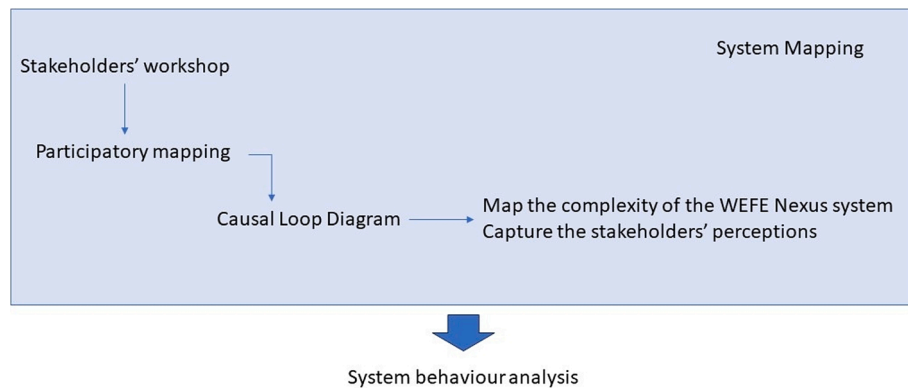 System Mapping
Stakeholders’ workshop
Participatory mapping
Causal Loop Diagram
Map the complexity of the WEFE Nexus system
Capture the stakeholders’ perceptions
System behaviour analysis